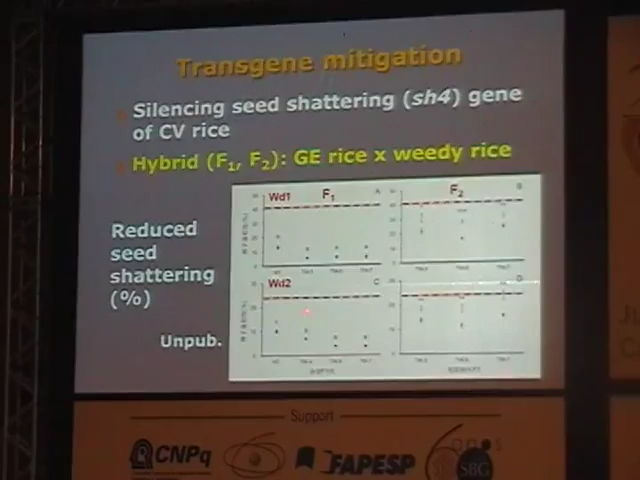 Transgene mitigation
Silencing seed shattering (sh4) gene
of CV rice
Hybrid (F1, F2): GE rice x weedy rice
Reduced
seed
shattering
(%)
Unpub.
Wd1
F1
A
F2
B
Wd2
C
D
Support
CNPq
FAPESP
SBG